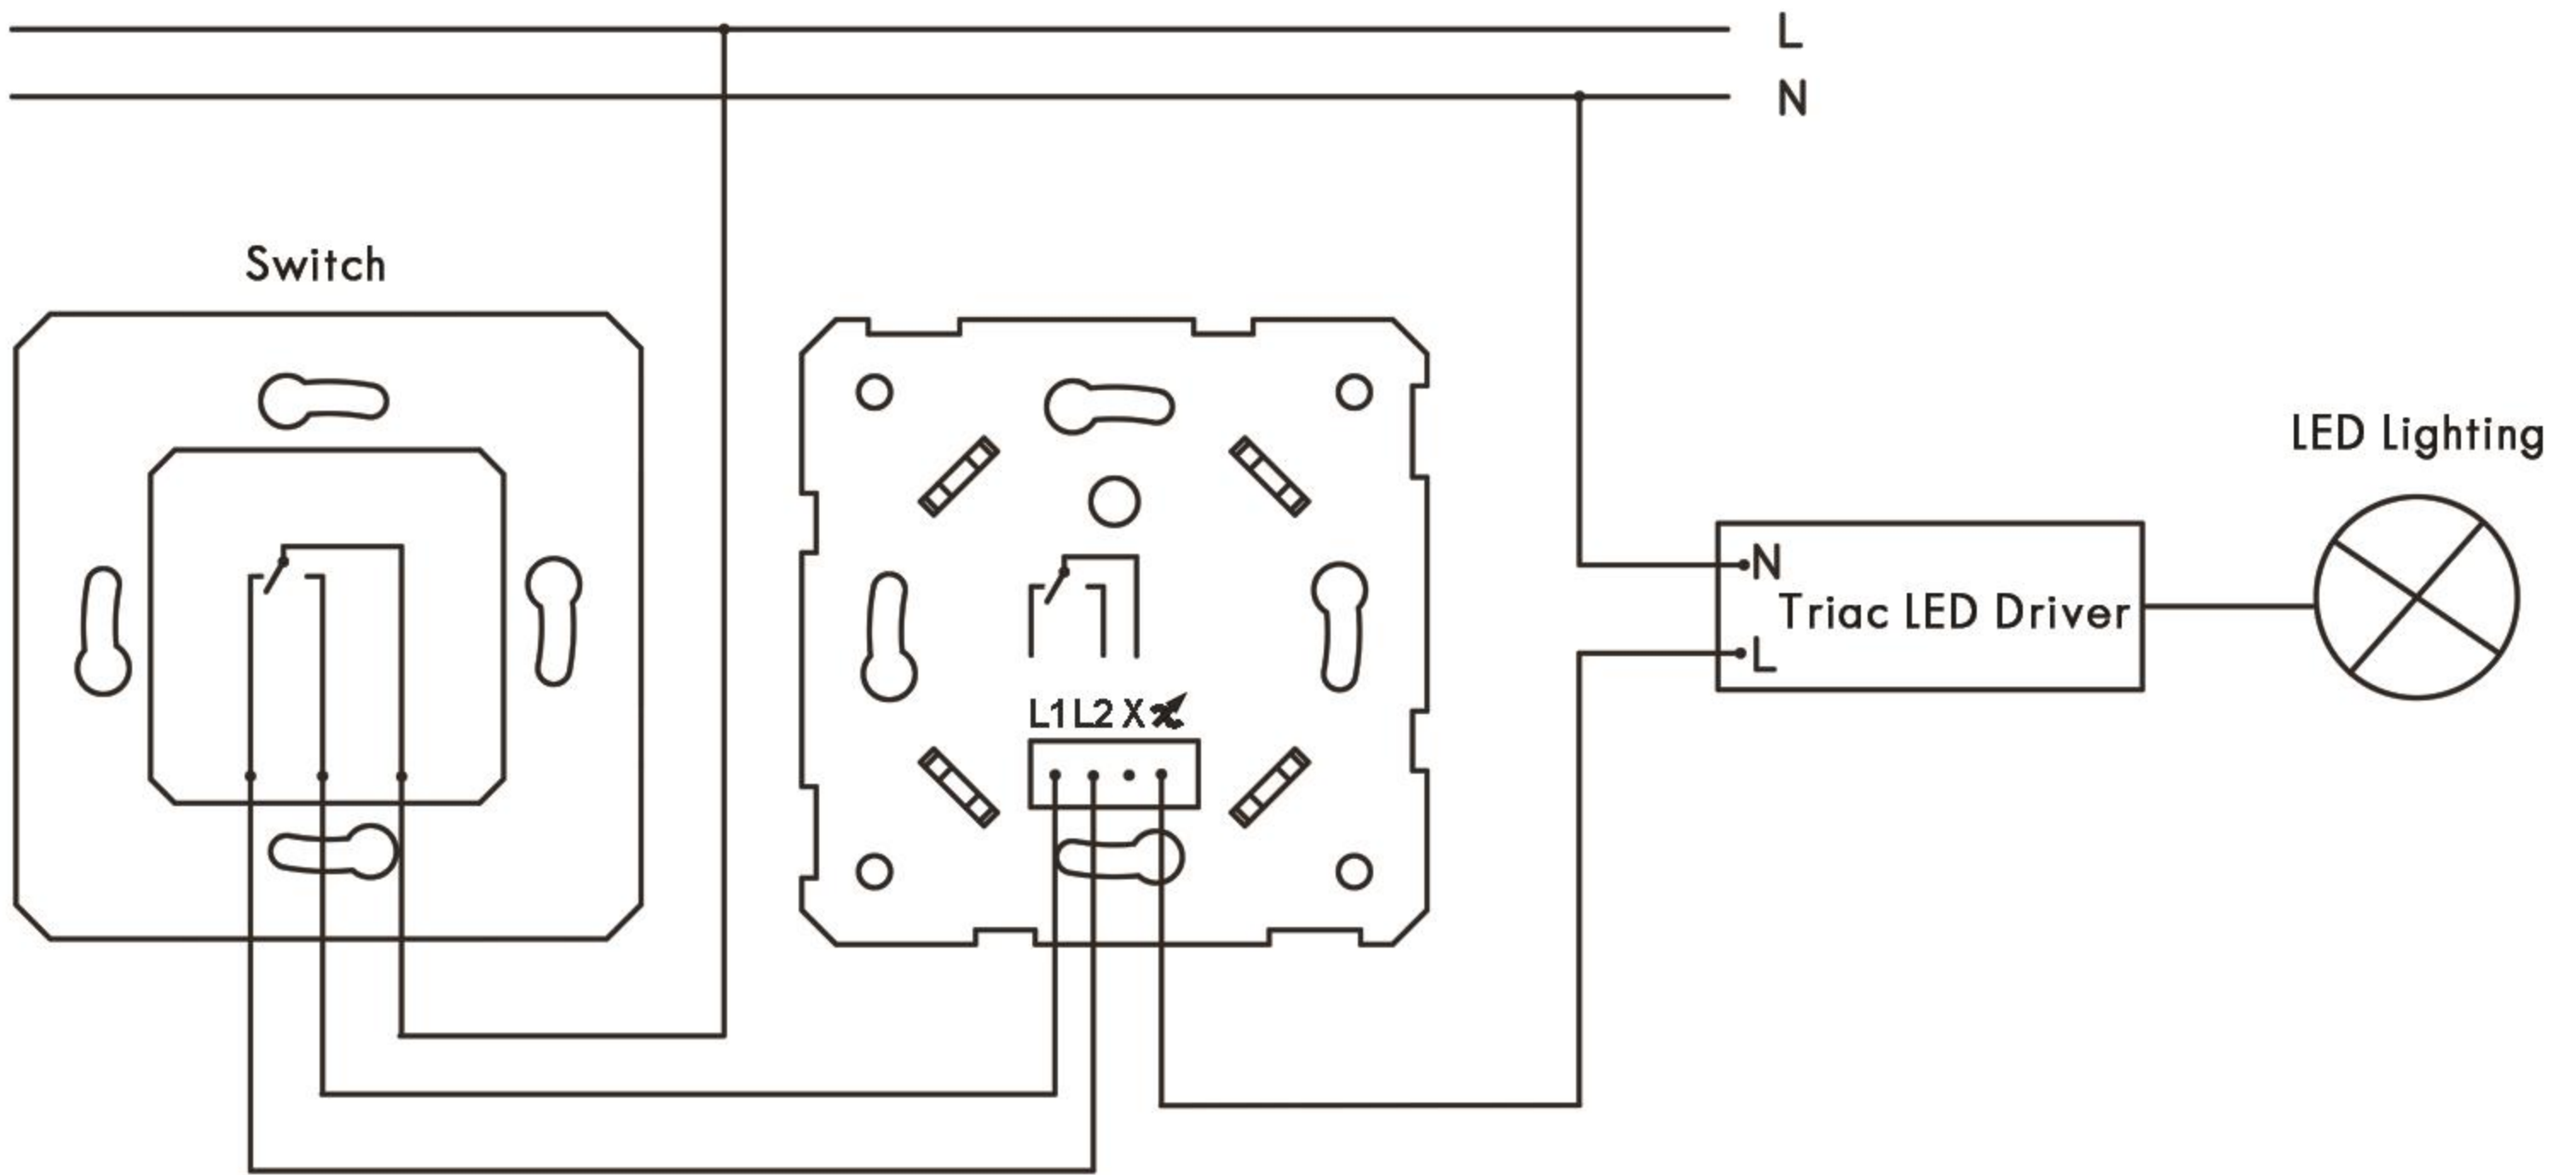 L
N
Switch
LED Lighting
N
Triac LED Driver
L
L1 L2 X